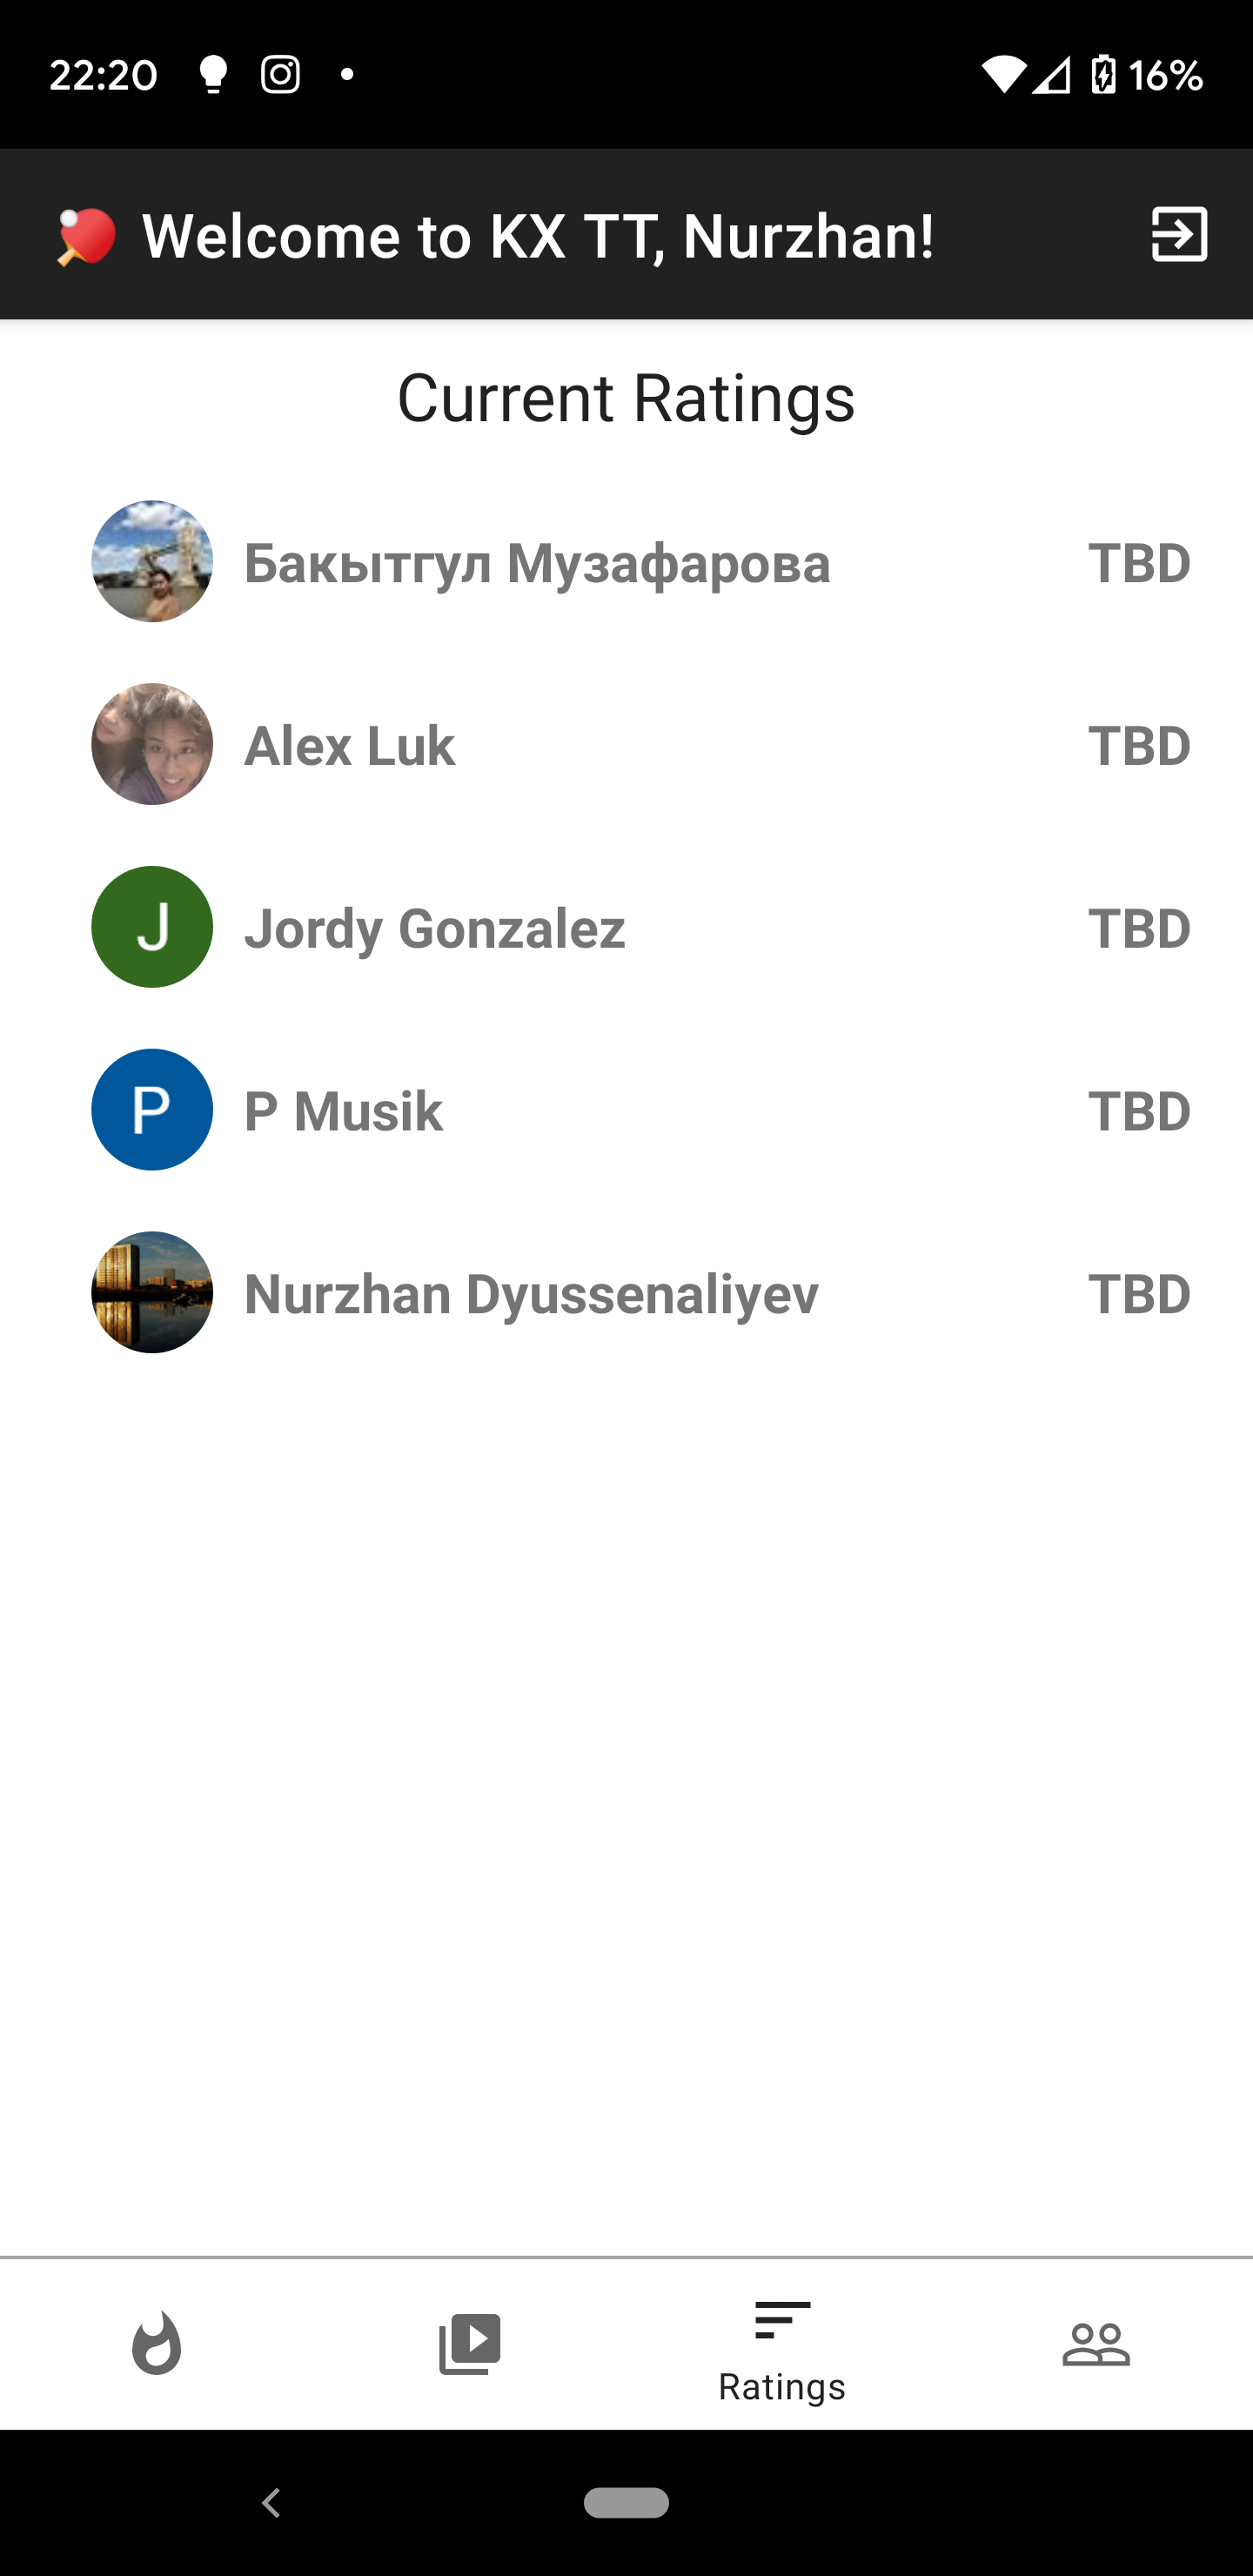 22:20 16%
Welcome to KX TT, Nurzhan!
Current Ratings
Бакытгул Музафарова TBD
Alex Luk TBD
J Jordy Gonzalez TBD
P P Musik TBD
Nurzhan Dyussenaliyev TBD
Ratings